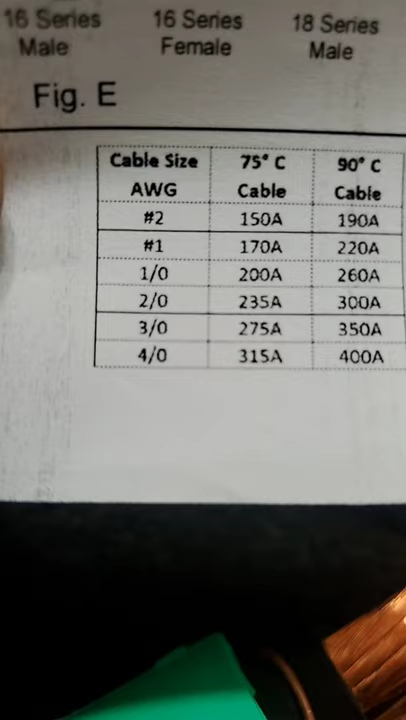 16 Series 16 Series 18 Series
Male Female Male
Fig. E
Cable Size 75° C 90° C
AWG Cable Cable
#2 150A 190A
#1 170A 220A
1/0 200A 260A
2/0 235A 300A
3/0 275A 350A
4/0 315A 400A